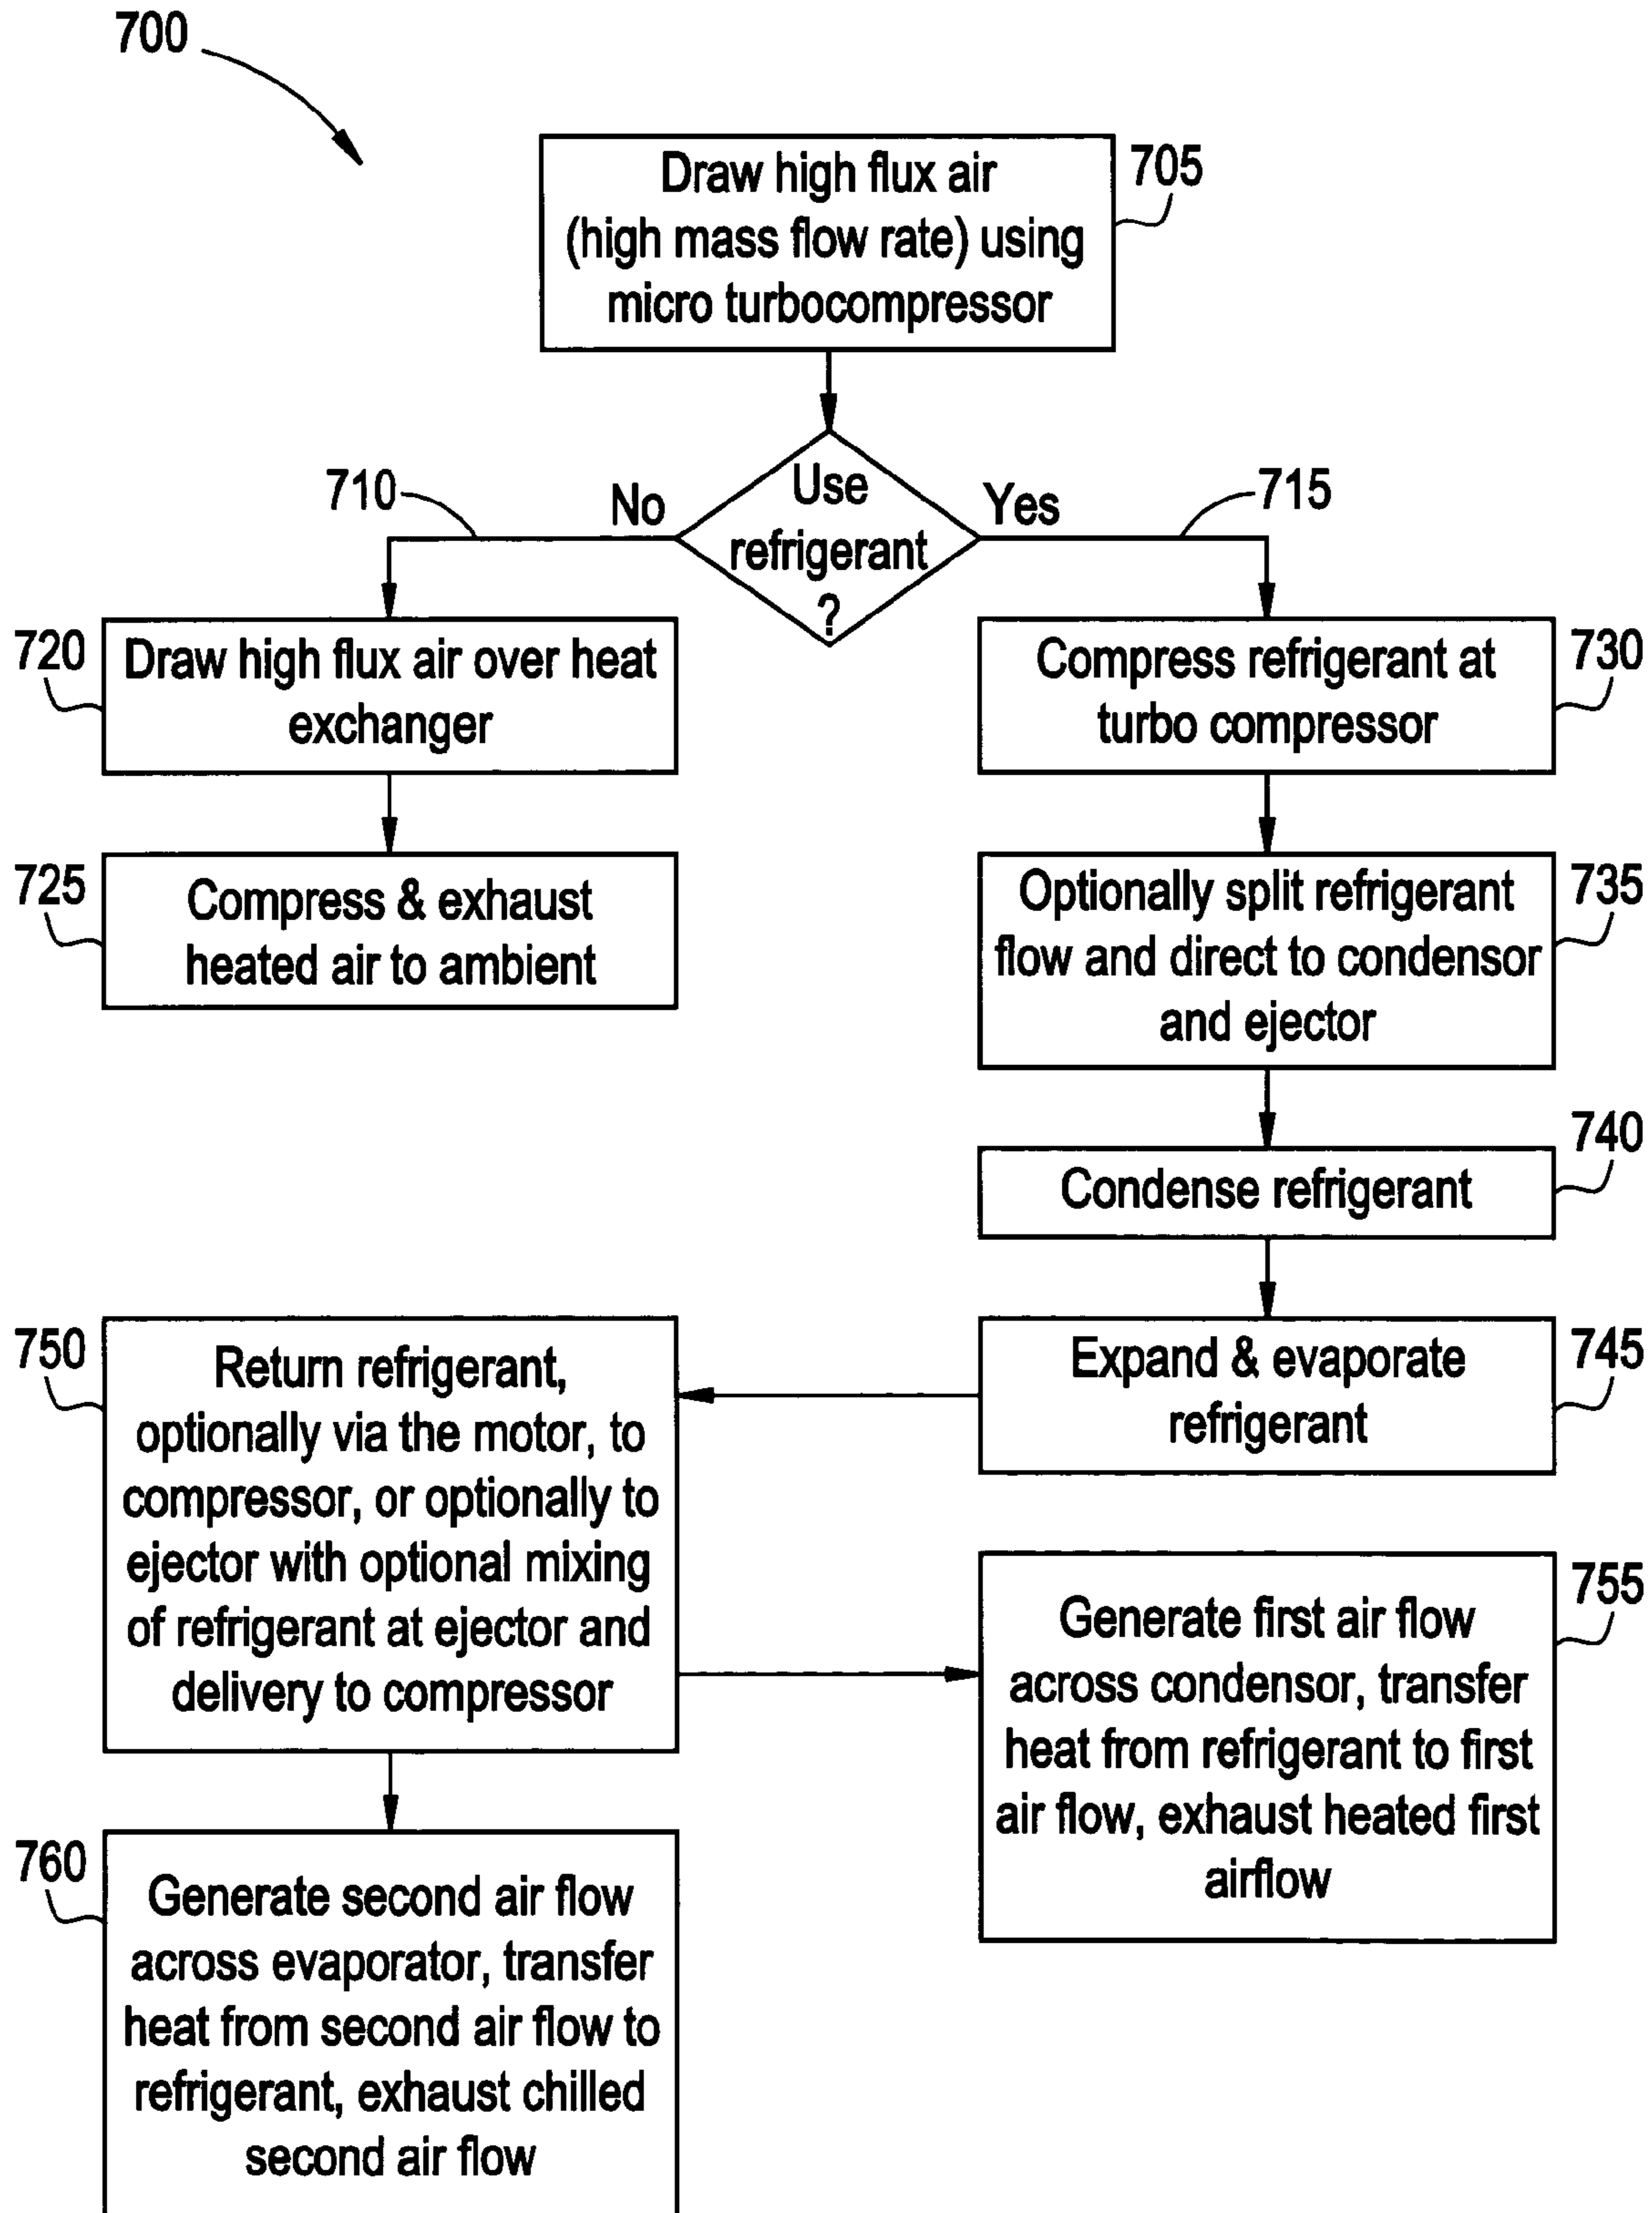 700
Draw high flux air
(high mass flow rate) using
micro turbocompressor
705
Use
refrigerant
?
No
710
Yes
715
720
Draw high flux air over heat
exchanger
Compress refrigerant at
turbo compressor
730
725
Compress & exhaust
heated air to ambient
Optionally split refrigerant
flow and direct to condensor
and ejector
735
Condense refrigerant
740
Expand & evaporate
refrigerant
745
750
Return refrigerant,
optionally via the motor, to
compressor, or optionally to
ejector with optional mixing
of refrigerant at ejector and
delivery to compressor
Generate first air flow
across condensor, transfer
heat from refrigerant to first
air flow, exhaust heated first
airflow
755
760
Generate second air flow
across evaporator, transfer
heat from second air flow to
refrigerant, exhaust chilled
second air flow